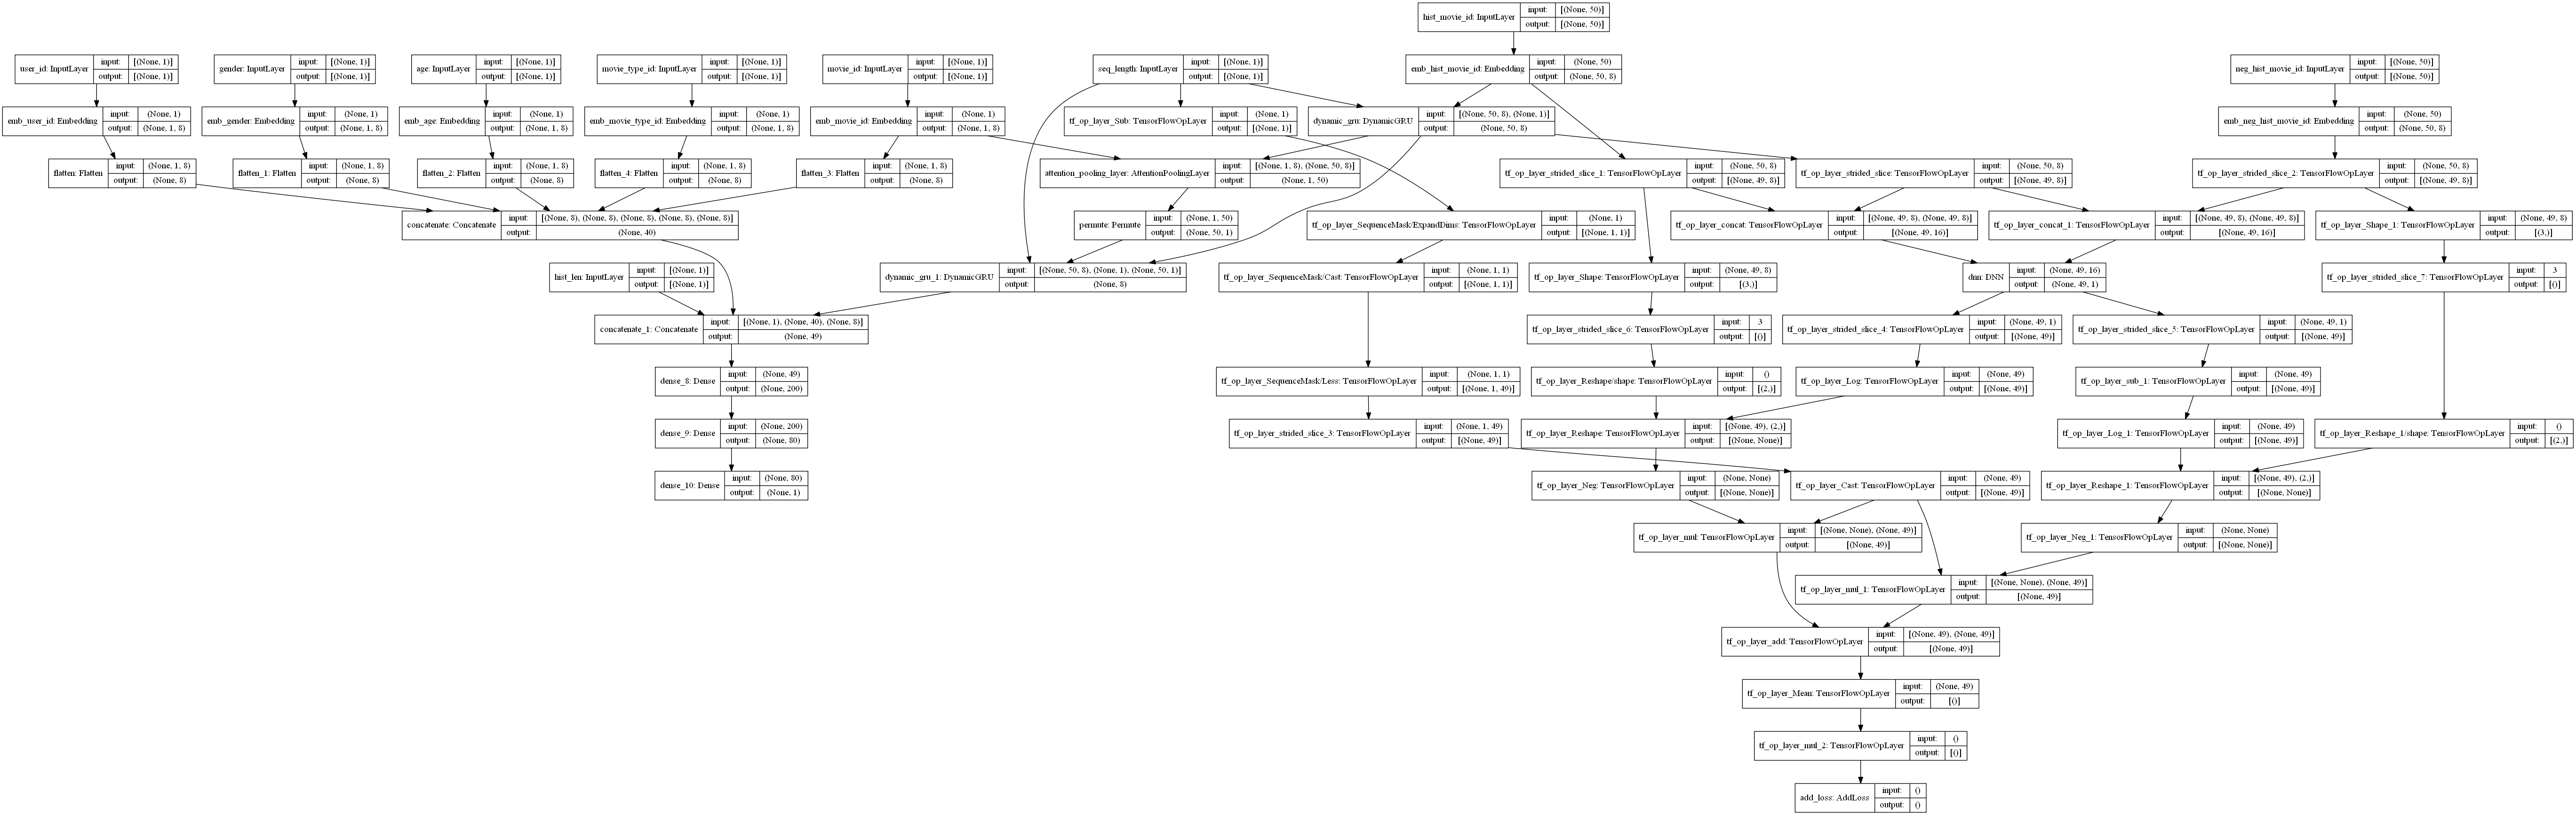 hist_movie_id: InputLayer input: [(None, 50)]
output: [(None, 50)]
user_id: InputLayer input: [(None, 1)]
output: [(None, 1)]
gender: InputLayer input: [(None, 1)]
output: [(None, 1)]
age: InputLayer input: [(None, 1)]
output: [(None, 1)]
movie_type_id: InputLayer input: [(None, 1)]
output: [(None, 1)]
movie_id: InputLayer input: [(None, 1)]
output: [(None, 1)]
seq_length: InputLayer input: [(None, 1)]
output: [(None, 1)]
emb_hist_movie_id: Embedding input: (None, 50)
output: (None, 50, 8)
neg_hist_movie_id: InputLayer input: [(None, 50)]
output: [(None, 50)]
emb_user_id: Embedding input: (None, 1)
output: (None, 1, 8)
emb_gender: Embedding input: (None, 1)
output: (None, 1, 8)
emb_age: Embedding input: (None, 1)
output: (None, 1, 8)
emb_movie_type_id: Embedding input: (None, 1)
output: (None, 1, 8)
emb_movie_id: Embedding input: (None, 1)
output: (None, 1, 8)
tf_op_layer_Sub: TensorFlowOpLayer input: (None, 1)
output: [(None, 1)]
dynamic_gru: DynamicGRU input: [(None, 50, 8), (None, 1)]
output: (None, 50, 8)
emb_neg_hist_movie_id: Embedding input: (None, 50)
output: (None, 50, 8)
flatten: Flatten input: (None, 1, 8)
output: (None, 8)
flatten_1: Flatten input: (None, 1, 8)
output: (None, 8)
flatten_2: Flatten input: (None, 1, 8)
output: (None, 8)
flatten_4: Flatten input: (None, 1, 8)
output: (None, 8)
flatten_3: Flatten input: (None, 1, 8)
output: (None, 8)
attention_pooling_layer: AttentionPoolingLayer input: [(None, 1, 8), (None, 50, 8)]
output: (None, 1, 50)
tf_op_layer_strided_slice_1: TensorFlowOpLayer input: (None, 50, 8)
output: [(None, 49, 8)]
tf_op_layer_strided_slice: TensorFlowOpLayer input: (None, 50, 8)
output: [(None, 49, 8)]
tf_op_layer_strided_slice_2: TensorFlowOpLayer input: (None, 50, 8)
output: [(None, 49, 8)]
concatenate: Concatenate input: [(None, 8), (None, 8), (None, 8), (None, 8), (None, 8)]
output: (None, 40)
permute: Permute input: (None, 1, 50)
output: (None, 50, 1)
tf_op_layer_SequenceMask/ExpandDims: TensorFlowOpLayer input: (None, 1)
output: [(None, 1, 1)]
tf_op_layer_concat: TensorFlowOpLayer input: [(None, 49, 8), (None, 49, 8)]
output: [(None, 49, 16)]
tf_op_layer_concat_1: TensorFlowOpLayer input: [(None, 49, 8), (None, 49, 8)]
output: [(None, 49, 16)]
tf_op_layer_Shape_1: TensorFlowOpLayer input: (None, 49, 8)
output: [(3,)]
hist_len: InputLayer input: [(None, 1)]
output: [(None, 1)]
dynamic_gru_1: DynamicGRU input: [(None, 50, 8), (None, 1), (None, 50, 1)]
output: (None, 8)
tf_op_layer_SequenceMask/Cast: TensorFlowOpLayer input: (None, 1, 1)
output: [(None, 1, 1)]
tf_op_layer_Shape: TensorFlowOpLayer input: (None, 49, 8)
output: [(3,)]
dnn: DNN input: (None, 49, 16)
output: (None, 49, 1)
tf_op_layer_strided_slice_7: TensorFlowOpLayer input: 3
output: [()]
concatenate_1: Concatenate input: [(None, 1), (None, 40), (None, 8)]
output: (None, 49)
tf_op_layer_strided_slice_6: TensorFlowOpLayer input: 3
output: [()]
tf_op_layer_strided_slice_4: TensorFlowOpLayer input: (None, 49, 1)
output: [(None, 49)]
tf_op_layer_strided_slice_5: TensorFlowOpLayer input: (None, 49, 1)
output: [(None, 49)]
dense_8: Dense input: (None, 49)
output: (None, 200)
tf_op_layer_SequenceMask/Less: TensorFlowOpLayer input: (None, 1, 1)
output: [(None, 1, 49)]
tf_op_layer_Reshape/shape: TensorFlowOpLayer input: ()
output: [(2,)]
tf_op_layer_Log: TensorFlowOpLayer input: (None, 49)
output: [(None, 49)]
tf_op_layer_sub_1: TensorFlowOpLayer input: (None, 49)
output: [(None, 49)]
dense_9: Dense input: (None, 200)
output: (None, 80)
tf_op_layer_strided_slice_3: TensorFlowOpLayer input: (None, 1, 49)
output: [(None, 49)]
tf_op_layer_Reshape: TensorFlowOpLayer input: [(None, 49), (2,)]
output: [(None, None)]
tf_op_layer_Log_1: TensorFlowOpLayer input: (None, 49)
output: [(None, 49)]
tf_op_layer_Reshape_1/shape: TensorFlowOpLayer input: ()
output: [(2,)]
dense_10: Dense input: (None, 80)
output: (None, 1)
tf_op_layer_Neg: TensorFlowOpLayer input: (None, None)
output: [(None, None)]
tf_op_layer_Cast: TensorFlowOpLayer input: (None, 49)
output: [(None, 49)]
tf_op_layer_Reshape_1: TensorFlowOpLayer input: [(None, 49), (2,)]
output: [(None, None)]
tf_op_layer_mul: TensorFlowOpLayer input: [(None, None), (None, 49)]
output: [(None, 49)]
tf_op_layer_Neg_1: TensorFlowOpLayer input: (None, None)
output: [(None, None)]
tf_op_layer_mul_1: TensorFlowOpLayer input: [(None, None), (None, 49)]
output: [(None, 49)]
tf_op_layer_add: TensorFlowOpLayer input: [(None, 49), (None, 49)]
output: [(None, 49)]
tf_op_layer_Mean: TensorFlowOpLayer input: (None, 49)
output: [()]
tf_op_layer_mul_2: TensorFlowOpLayer input: ()
output: [()]
add_loss: AddLoss input: ()
output: ()